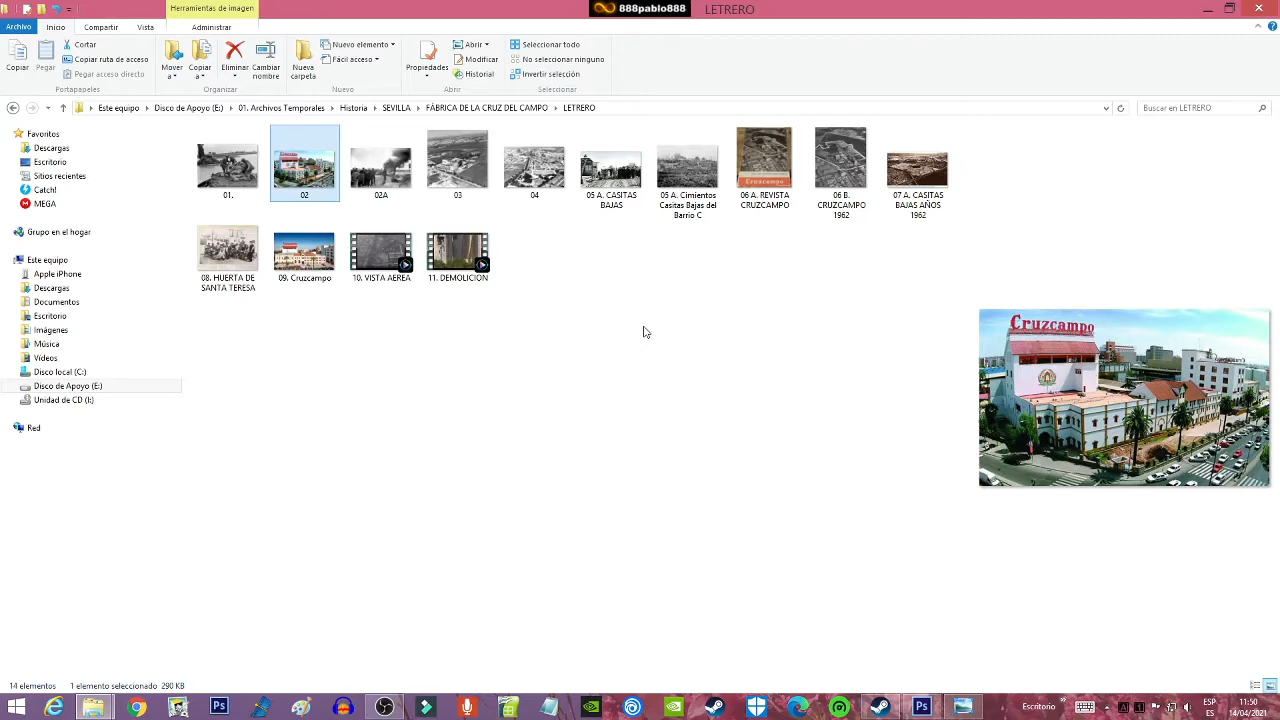 Herramientas de imagen
888pablo888
LETRERO
Archivo
Inicio
Compartir
Vista
Administrar
Copiar
Pegar
Cortar
Copiar ruta de acceso
Pegar acceso directo
Portapapeles
Mover
a
Copiar
a
Eliminar
Cambiar
nombre
Organizar
Nueva
carpeta
Nuevo elemento
Fácil acceso
Nuevo
Propiedades
Abrir
Modificar
Historial
Abrir
Seleccionar todo
No seleccionar ninguno
Invertir selección
Seleccionar
Este equipo
Disco de Apoyo (E:)
01. Archivos Temporales
Historia
SEVILLA
FÁBRICA DE LA CRUZ DEL CAMPO
LETRERO
Buscar en LETRERO
Favoritos
Descargas
Escritorio
Sitios recientes
Catch!
MEGA
Grupo en el hogar
Este equipo
Apple iPhone
Descargas
Documentos
Escritorio
Imágenes
Música
Vídeos
Disco local (C:)
Disco de Apoyo (E:)
Unidad de CD (I:)
Red
01.
02
02A
03
04
05 A. CASITAS
BAJAS
05 A. Cimientos
Casitas Bajas del
Barrio C
06 A. REVISTA
CRUZCAMPO
06 B.
CRUZCAMPO
1962
07 A. CASITAS
BAJAS AÑOS
1962
08. HUERTA DE
SANTA TERESA
09. Cruzcampo
10. VISTA AEREA
11. DEMOLICION
Cruzcampo
Cruzcampo
14 elementos
1 elemento seleccionado 290 KB
Ps
Ps
Escritorio
ESP
ES
11:50
14/04/2021